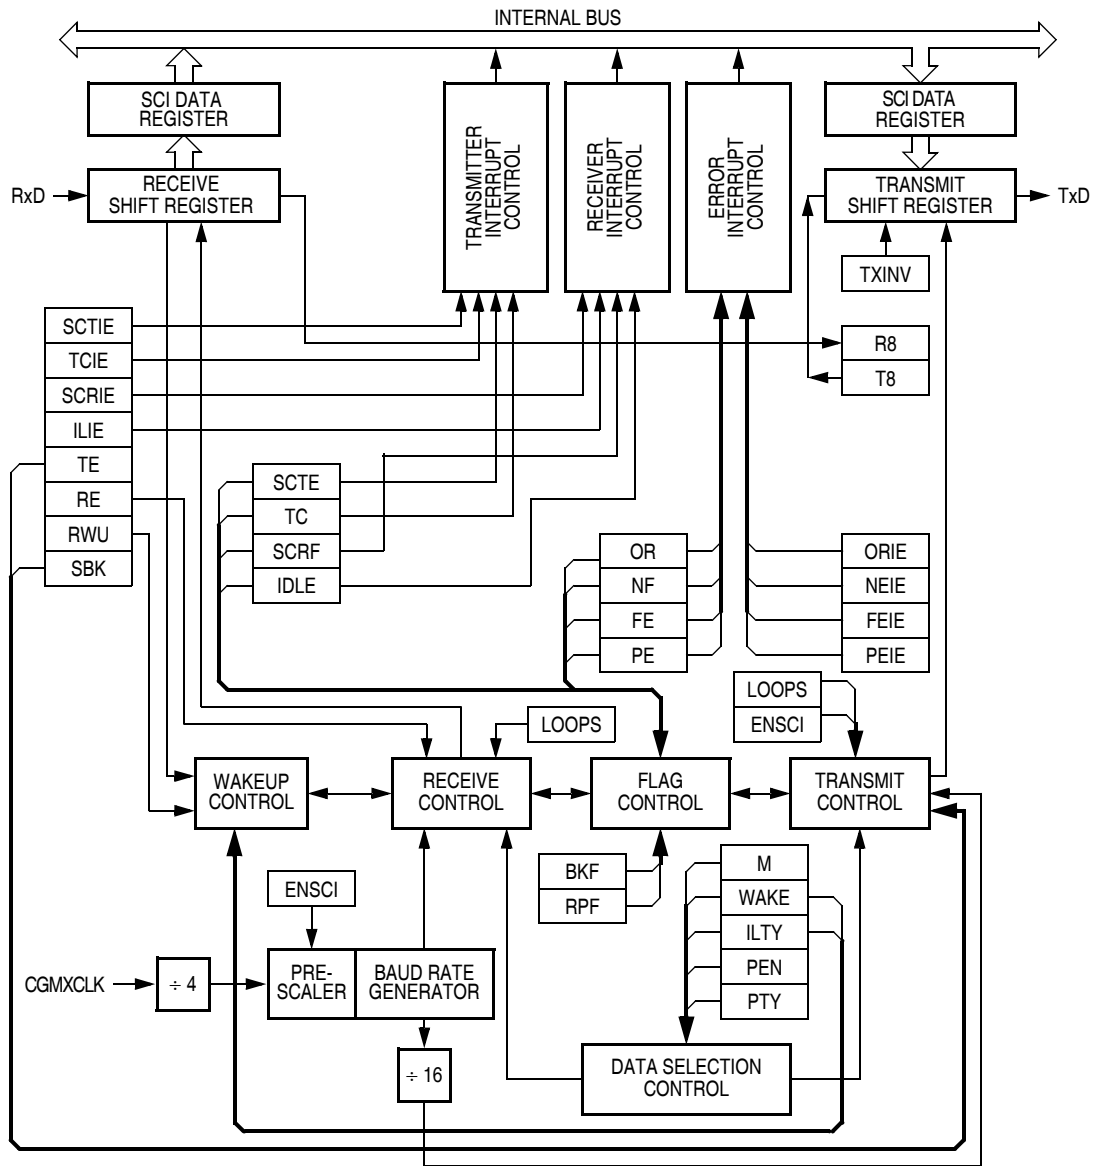 INTERNAL BUS
SCI DATA
REGISTER
SCI DATA
REGISTER
TRANSMITTER
INTERRUPT
CONTROL
RECEIVER
INTERRUPT
CONTROL
ERROR
INTERRUPT
CONTROL
RxD
RECEIVE
SHIFT REGISTER
TRANSMIT
SHIFT REGISTER
TxD
TXINV
SCTIE
TCIE
SCRIE
ILIE
TE
RE
RWU
SBK
R8
T8
SCTE
TC
SCRF
IDLE
OR
NF
FE
PE
ORIE
NEIE
FEIE
PEIE
LOOPS
LOOPS
ENSCI
WAKEUP
CONTROL
RECEIVE
CONTROL
FLAG
CONTROL
TRANSMIT
CONTROL
BKF
RPF
M
WAKE
ILTY
PEN
PTY
ENSCI
CGMXCLK
÷ 4
PRE-
SCALER
BAUD RATE
GENERATOR
÷ 16
DATA SELECTION
CONTROL